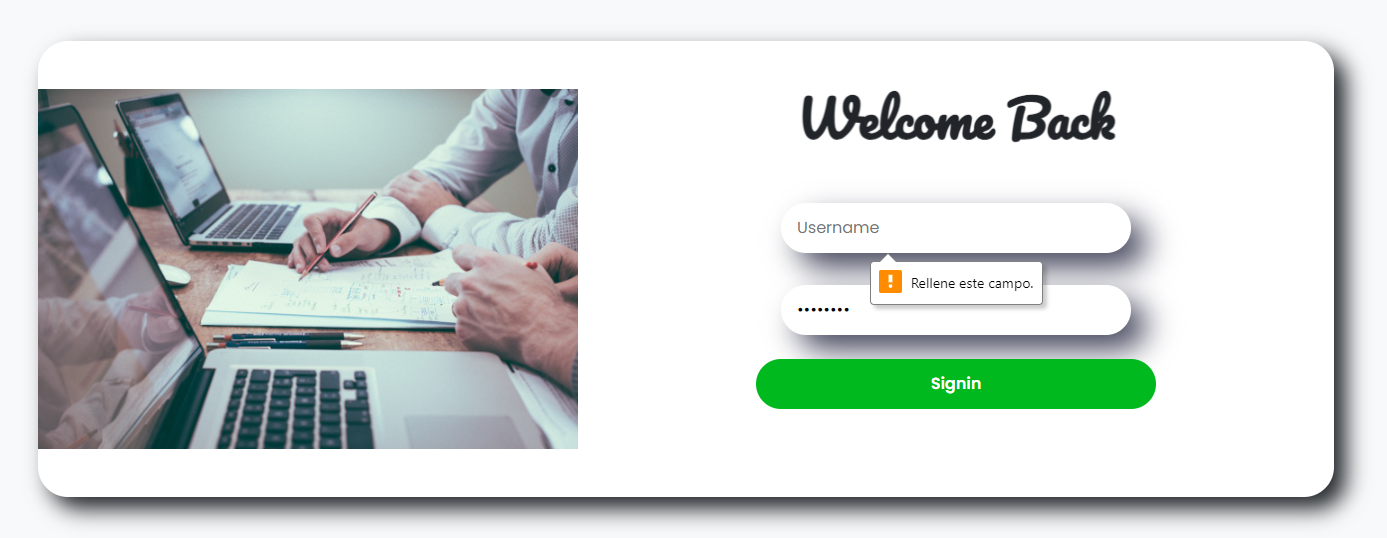 Welcome Back
Username
Rellene este campo.
••••••••
Signin